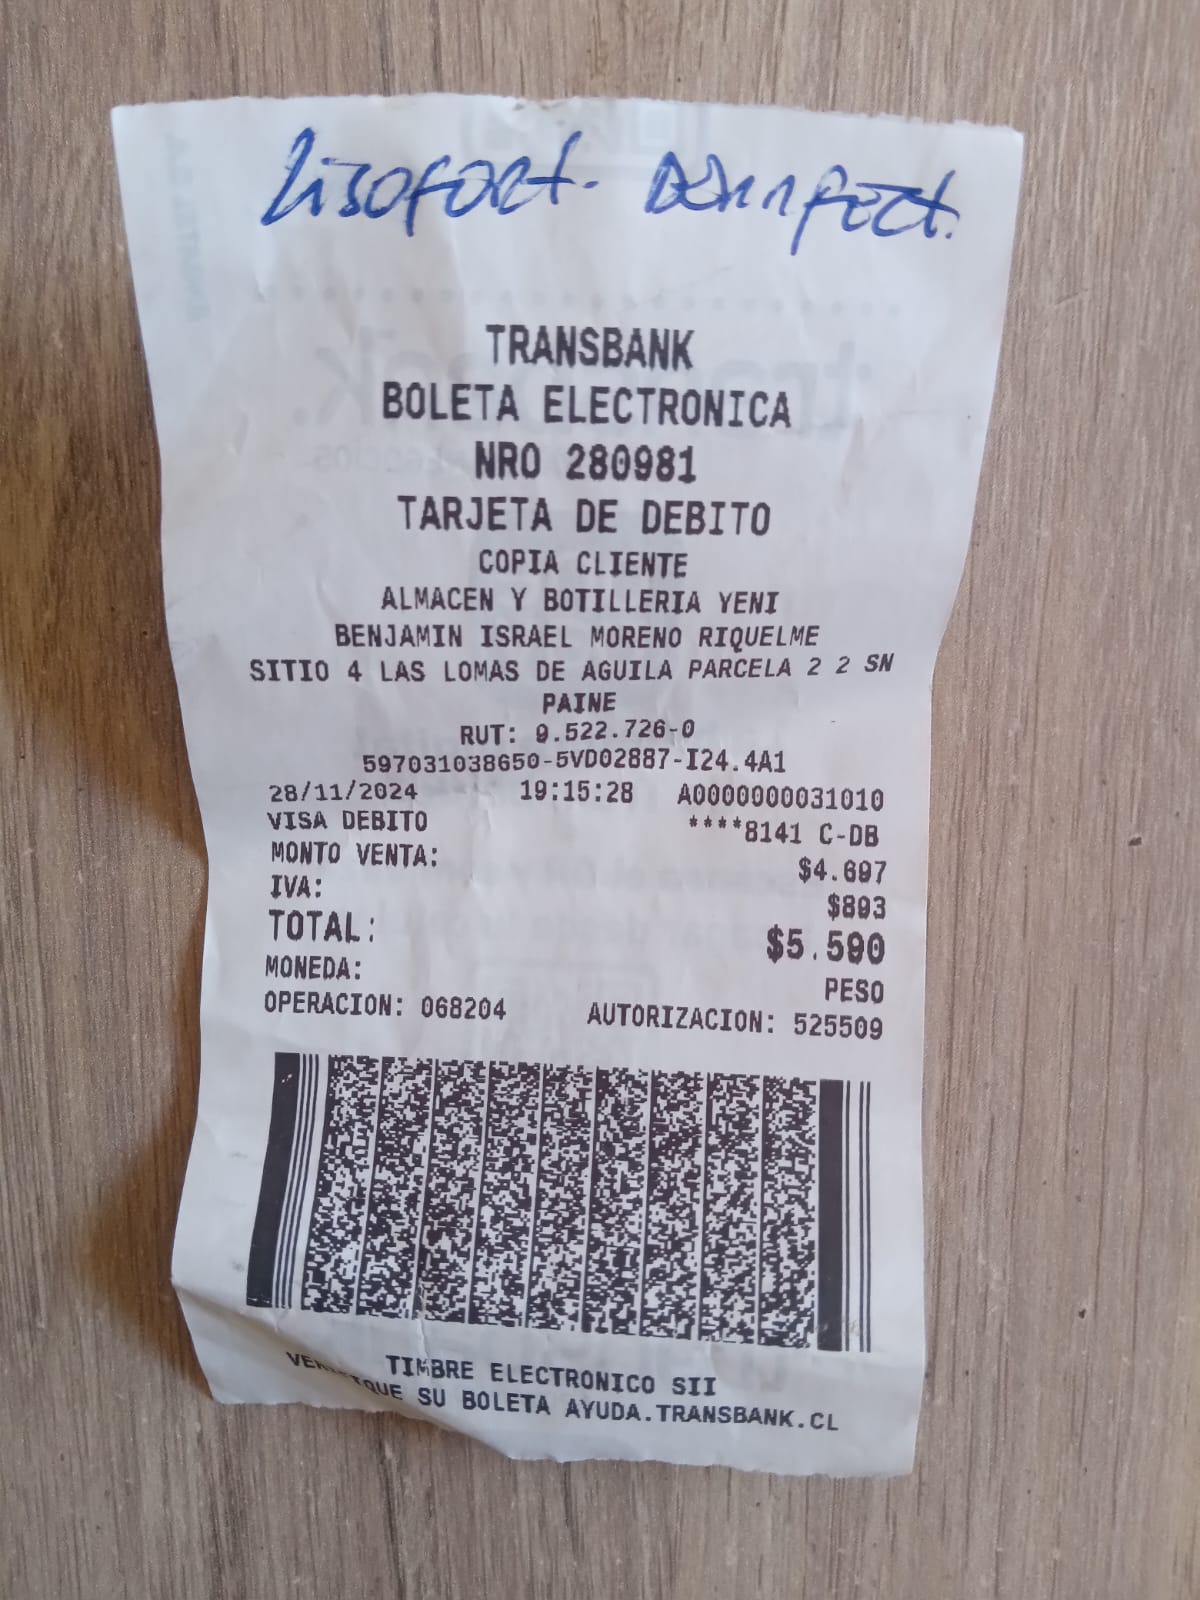 Lisofort. Desinfect.
TRANSBANK
BOLETA ELECTRONICA
NRO 280981
TARJETA DE DEBITO
COPIA CLIENTE
ALMACEN Y BOTILLERIA YENI
BENJAMIN ISRAEL MORENO RIQUELME
SITIO 4 LAS LOMAS DE AGUILA PARCELA 2 2 SN
PAINE
RUT: 9.522.726-0
597031038650-5VD02887-I24.4A1
28/11/2024 19:15:28 A0000000031010
VISA DEBITO ****8141 C-DB
MONTO VENTA: $4.697
IVA: $893
TOTAL: $5.590
MONEDA: PESO
OPERACION: 068204 AUTORIZACION: 525509
TIMBRE ELECTRONICO SII
VERIFIQUE SU BOLETA AYUDA.TRANSBANK.CL